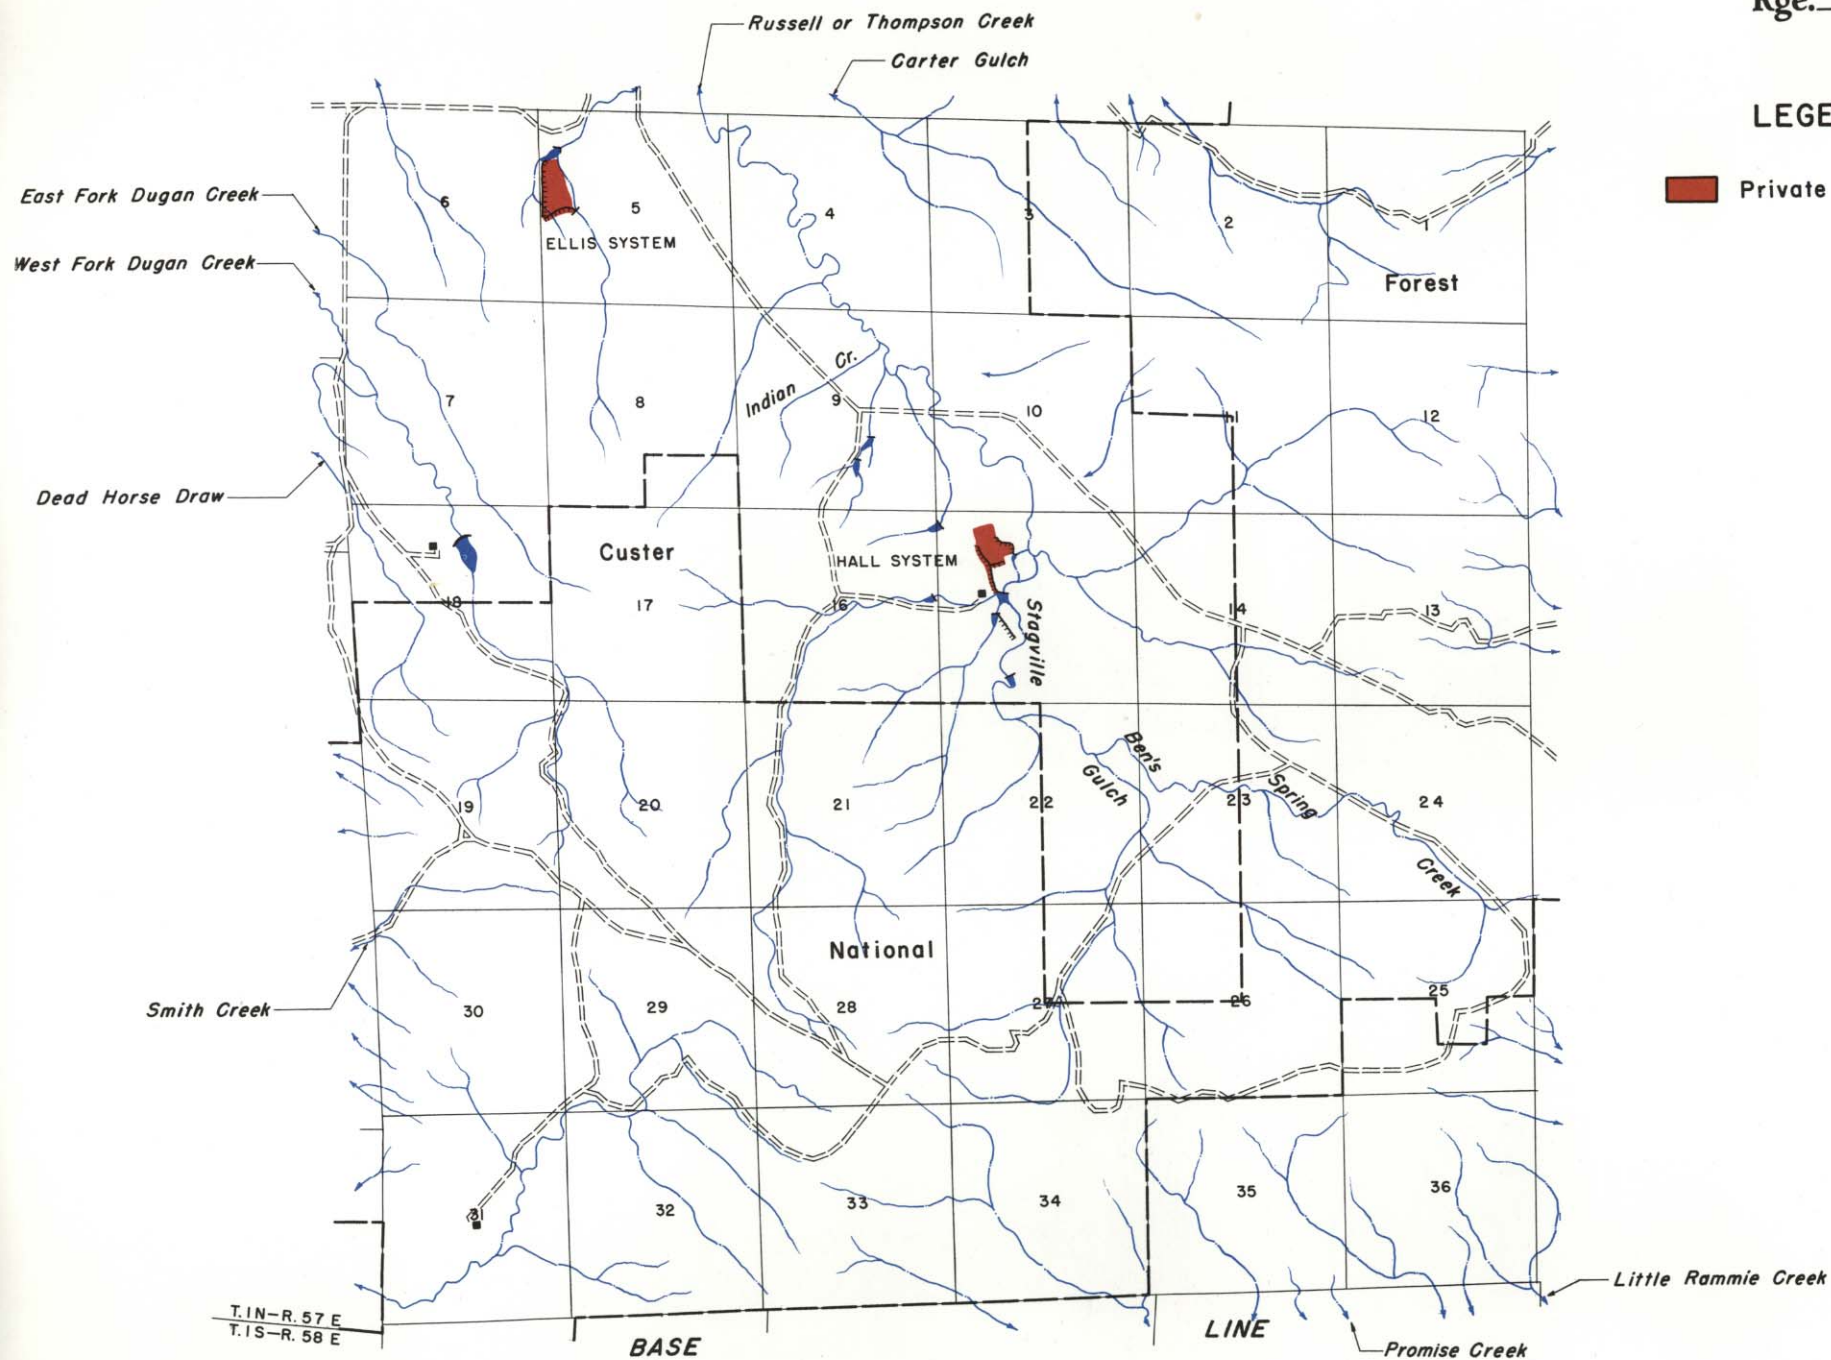 Rge.
Russell or Thompson Creek
Carter Gulch
LEGE
Private
East Fork Dugan Creek
West Fork Dugan Creek
6
5
4
3
2
1
ELLIS SYSTEM
Forest
7
8
Indian Cr.
9
10
11
12
Dead Horse Draw
Custer
HALL SYSTEM
18
17
16
Stagville
14
13
Ben's
Gulch
Spring
Creek
19
20
21
22
23
24
National
Smith Creek
30
29
28
27
26
25
31
32
33
34
35
36
T.1N–R.57 E
T.1S–R.58 E
BASE LINE
Little Rammie Creek
Promise Creek